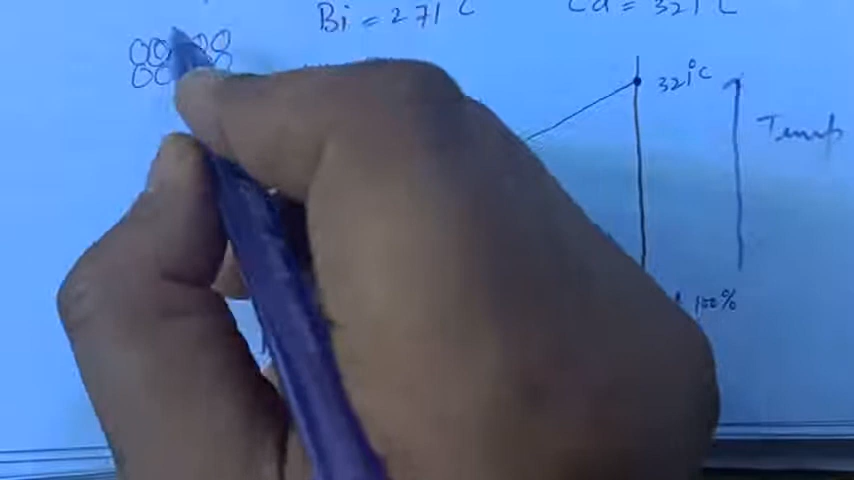 Bi = 271 C
Cd = 321 C
321°C
Temp
100%